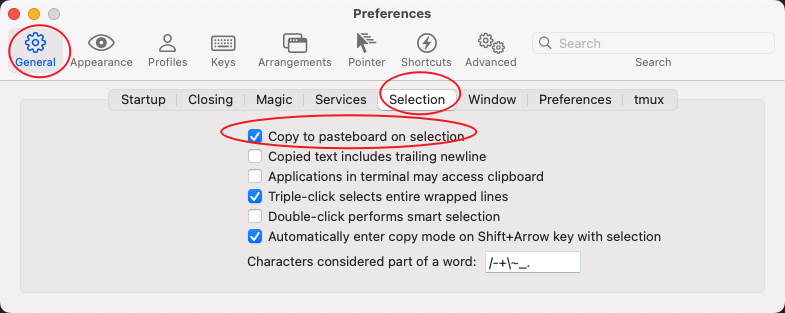 Preferences
General Appearance Profiles Keys Arrangements Pointer Shortcuts Advanced Search
Search
Startup Closing Magic Services Selection Window Preferences tmux
Copy to pasteboard on selection
Copied text includes trailing newline
Applications in terminal may access clipboard
Triple-click selects entire wrapped lines
Double-click performs smart selection
Automatically enter copy mode on Shift+Arrow key with selection
Characters considered part of a word: /-+\~_.